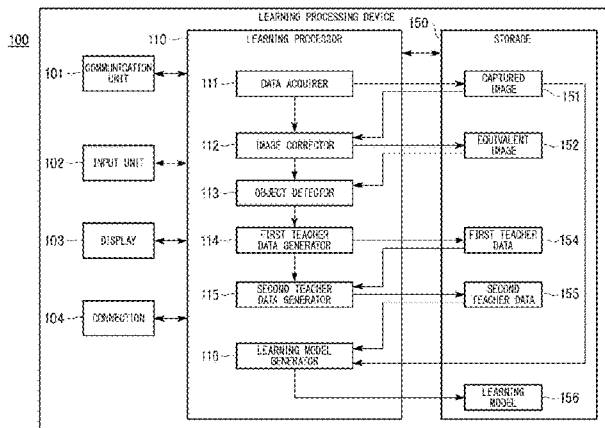 LEARNING PROCESSING DEVICE
100
110
LEARNING PROCESSOR
150
STORAGE
101
COMMUNICATION
UNIT
111
DATA ACQUIRER
CAPTURED
IMAGE
151
112
IMAGE CORRECTOR
EQUIVALENT
IMAGE
152
102
INPUT UNIT
113
OBJECT DETECTOR
103
DISPLAY
114
FIRST TEACHER
DATA GENERATOR
FIRST TEACHER
DATA
154
115
SECOND TEACHER
DATA GENERATOR
SECOND
TEACHER DATA
155
104
CONNECTION
116
LEARNING MODEL
GENERATOR
LEARNING
MODEL
156